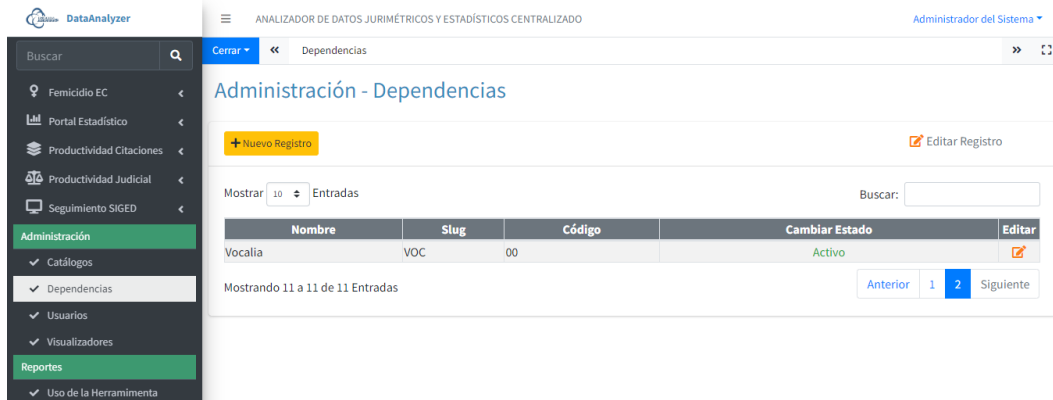 DataAnalyzer
ANALIZADOR DE DATOS JURIMÉTRICOS Y ESTADÍSTICOS CENTRALIZADO
Administrador del Sistema
Buscar
Cerrar
Dependencias
Femicidio EC
Portal Estadístico
Productividad Citaciones
Productividad Judicial
Seguimiento SIGED
Administración
Catálogos
Dependencias
Usuarios
Visualizadores
Reportes
Uso de la Herramimenta
Administración - Dependencias
Nuevo Registro
Editar Registro
Mostrar 10 Entradas
Buscar:
Nombre Slug Código Cambiar Estado Editar
Vocalia VOC 00 Activo
Mostrando 11 a 11 de 11 Entradas
Anterior 1 2 Siguiente